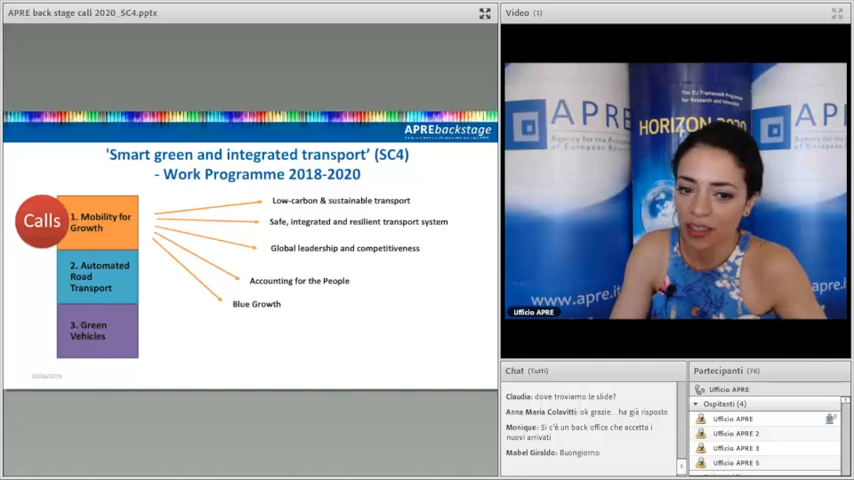 APRE back stage call 2020_SC4.pptx
APREbackstage
'Smart green and integrated transport' (SC4)
- Work Programme 2018-2020
Calls
1. Mobility for
Growth
2. Automated
Road
Transport
3. Green
Vehicles
Low-carbon & sustainable transport
Safe, integrated and resilient transport system
Global leadership and competitiveness
Accounting for the People
Blue Growth
Video (1)
The EU Framework Programme
for Research and Innovation
HORIZON 2020
APRE
Agency for the Pro
of European Resear
APR
www.apre.it
www.apr
Ufficio APRE
Chat (Tutti)
Claudia: dove troviamo le slide?
Anna Maria Colavitti: ok grazie...ha già risposto
Monique: Si c'è un back office che accetta i
nuovi arrivati
Mabel Giraldo: Buongiorno
Partecipanti (76)
Ufficio APRE
Ospitanti (4)
Ufficio APRE
Ufficio APRE 2
Ufficio APRE 3
Ufficio APRE 5